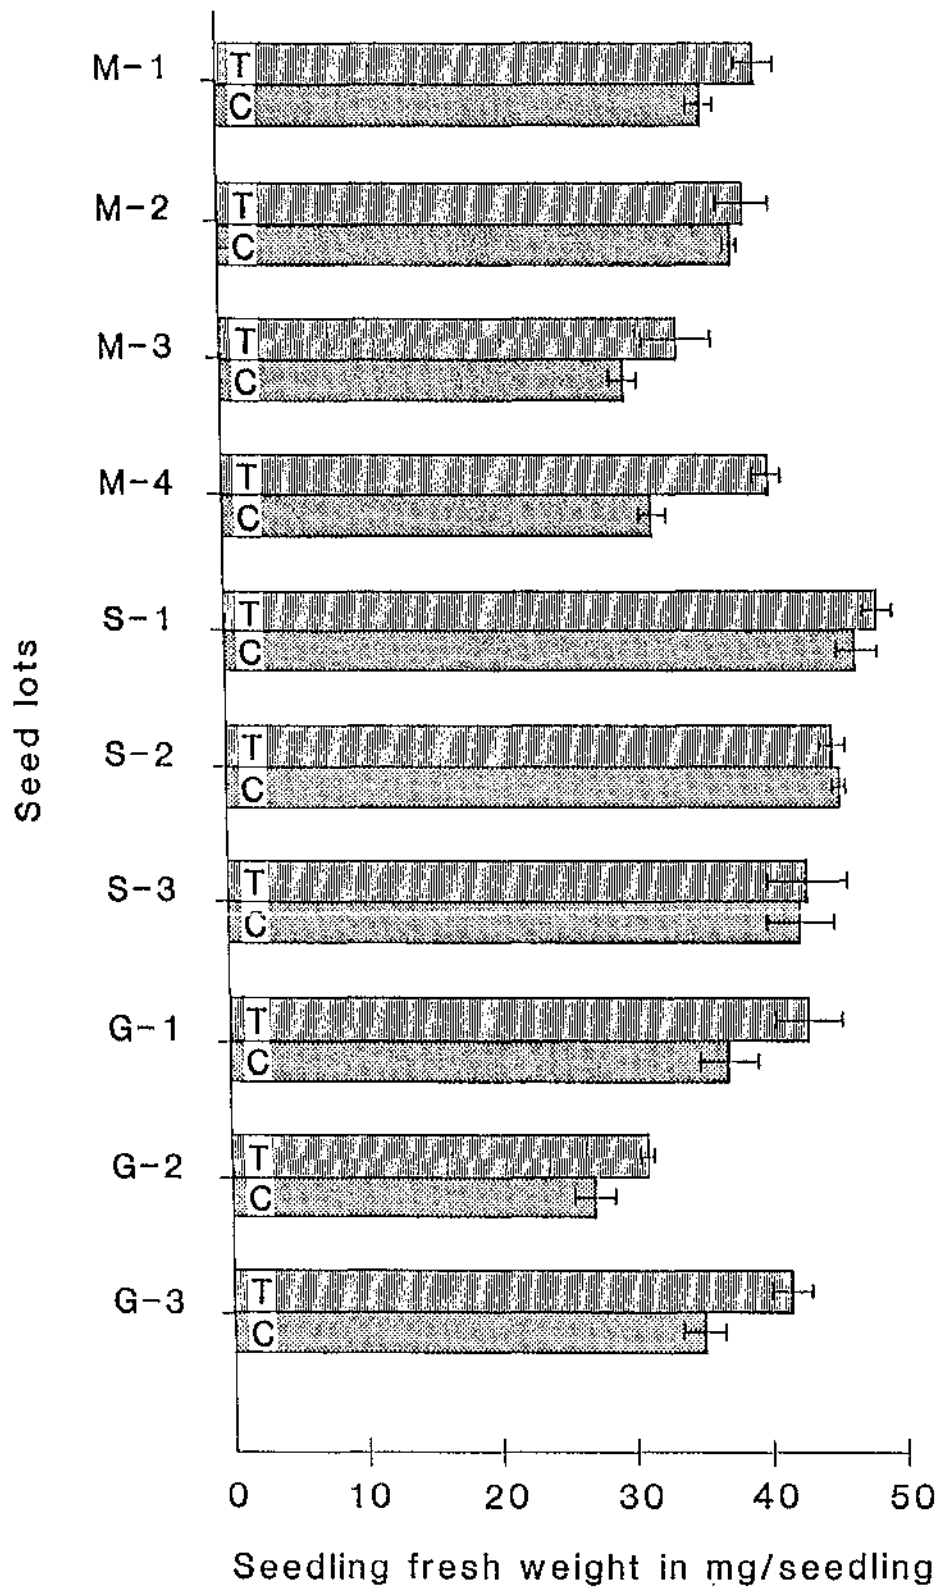 M-1
T
C
M-2
T
C
M-3
T
C
M-4
T
C
S-1
T
C
S-2
T
C
S-3
T
C
G-1
T
C
G-2
T
C
G-3
T
C
Seed lots
0 10 20 30 40 50
Seedling fresh weight in mg/seedling